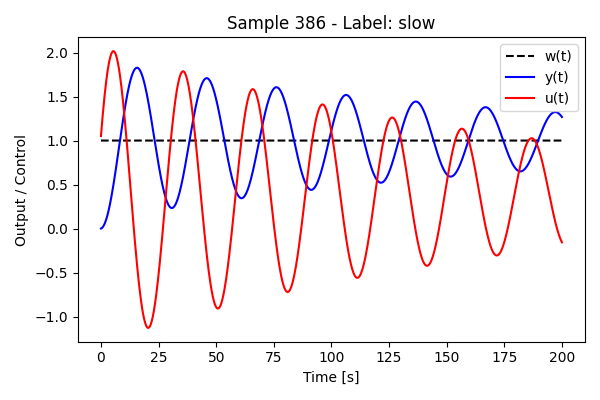 Sample 386 - Label: slow
Output / Control
2.0
1.5
1.0
0.5
0.0
−0.5
−1.0
w(t)
y(t)
u(t)
0 25 50 75 100 125 150 175 200
Time [s]